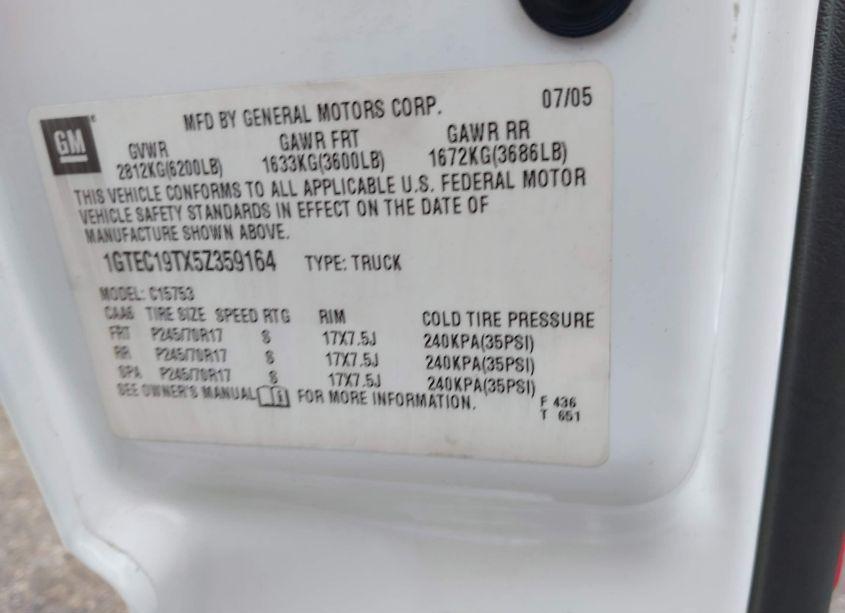 MFD BY GENERAL MOTORS CORP. 07/05
GM
GVWR GAWR FRT GAWR RR
2812KG(6200LB) 1633KG(3600LB) 1672KG(3686LB)
THIS VEHICLE CONFORMS TO ALL APPLICABLE U.S. FEDERAL MOTOR
VEHICLE SAFETY STANDARDS IN EFFECT ON THE DATE OF
MANUFACTURE SHOWN ABOVE.
1GTEC19TX5Z359164 TYPE: TRUCK
MODEL: C15753
CAA6 TIRE SIZE SPEED RTG RIM COLD TIRE PRESSURE
FRT P245/70R17 S 17X7.5J 240KPA(35PSI)
RR P245/70R17 S 17X7.5J 240KPA(35PSI)
SPA P245/70R17 S 17X7.5J 240KPA(35PSI)
SEE OWNER'S MANUAL FOR MORE INFORMATION.
F 436
T 651